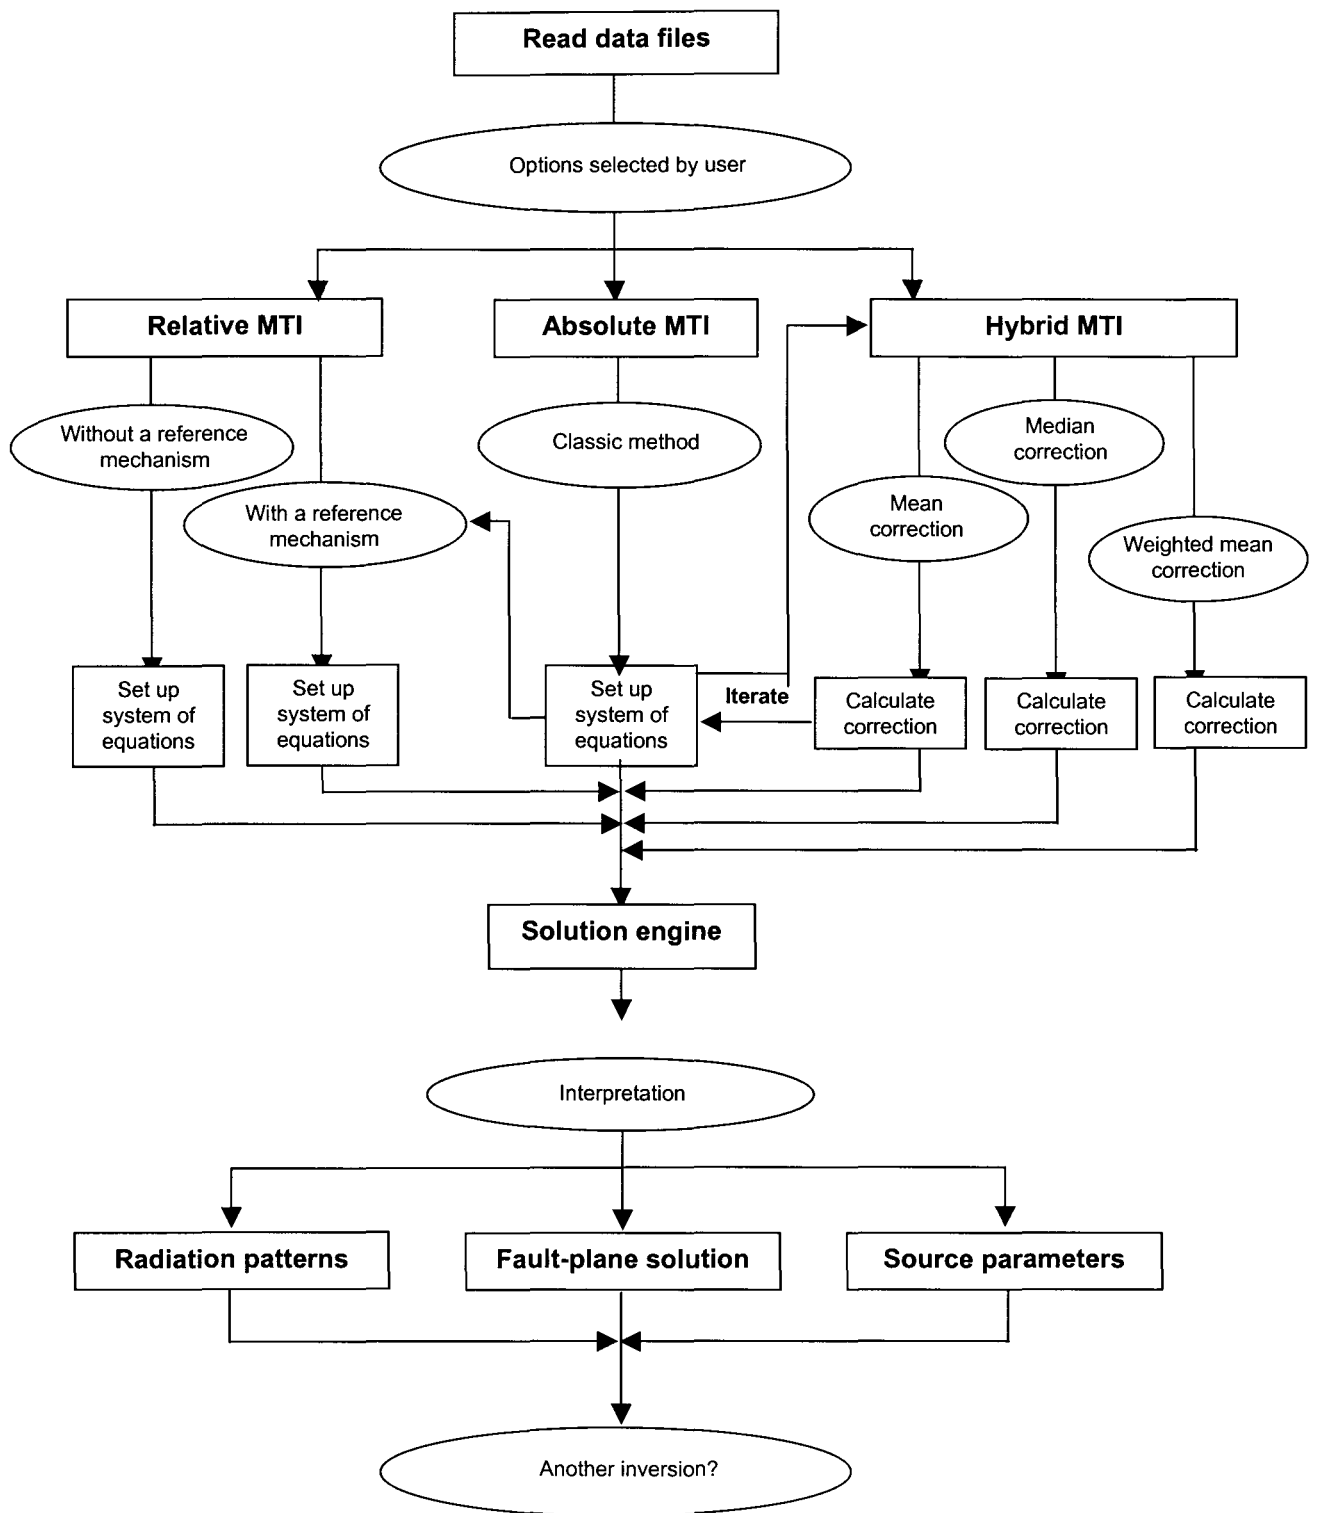 Read data files
Options selected by user
Relative MTI
Absolute MTI
Hybrid MTI
Without a reference
mechanism
With a reference
mechanism
Classic method
Mean
correction
Median
correction
Weighted mean
correction
Set up
system of
equations
Set up
system of
equations
Set up
system of
equations
Iterate
Calculate
correction
Calculate
correction
Calculate
correction
Solution engine
Interpretation
Radiation patterns
Fault-plane solution
Source parameters
Another inversion?